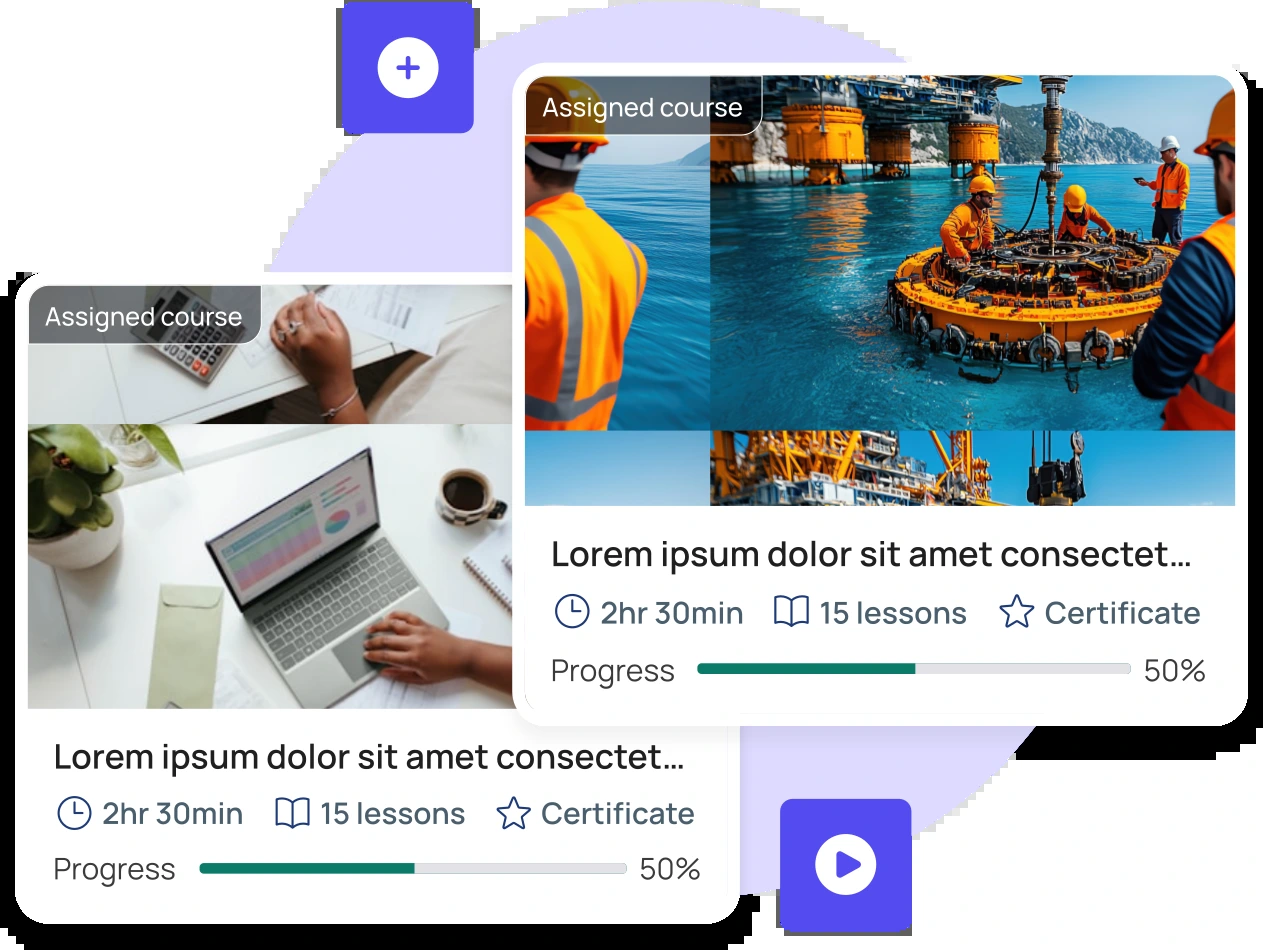 Assigned course
Lorem ipsum dolor sit amet consectet...
2hr 30min 15 lessons Certificate
Progress 50%
Assigned course
Lorem ipsum dolor sit amet consectet...
2hr 30min 15 lessons Certificate
Progress 50%